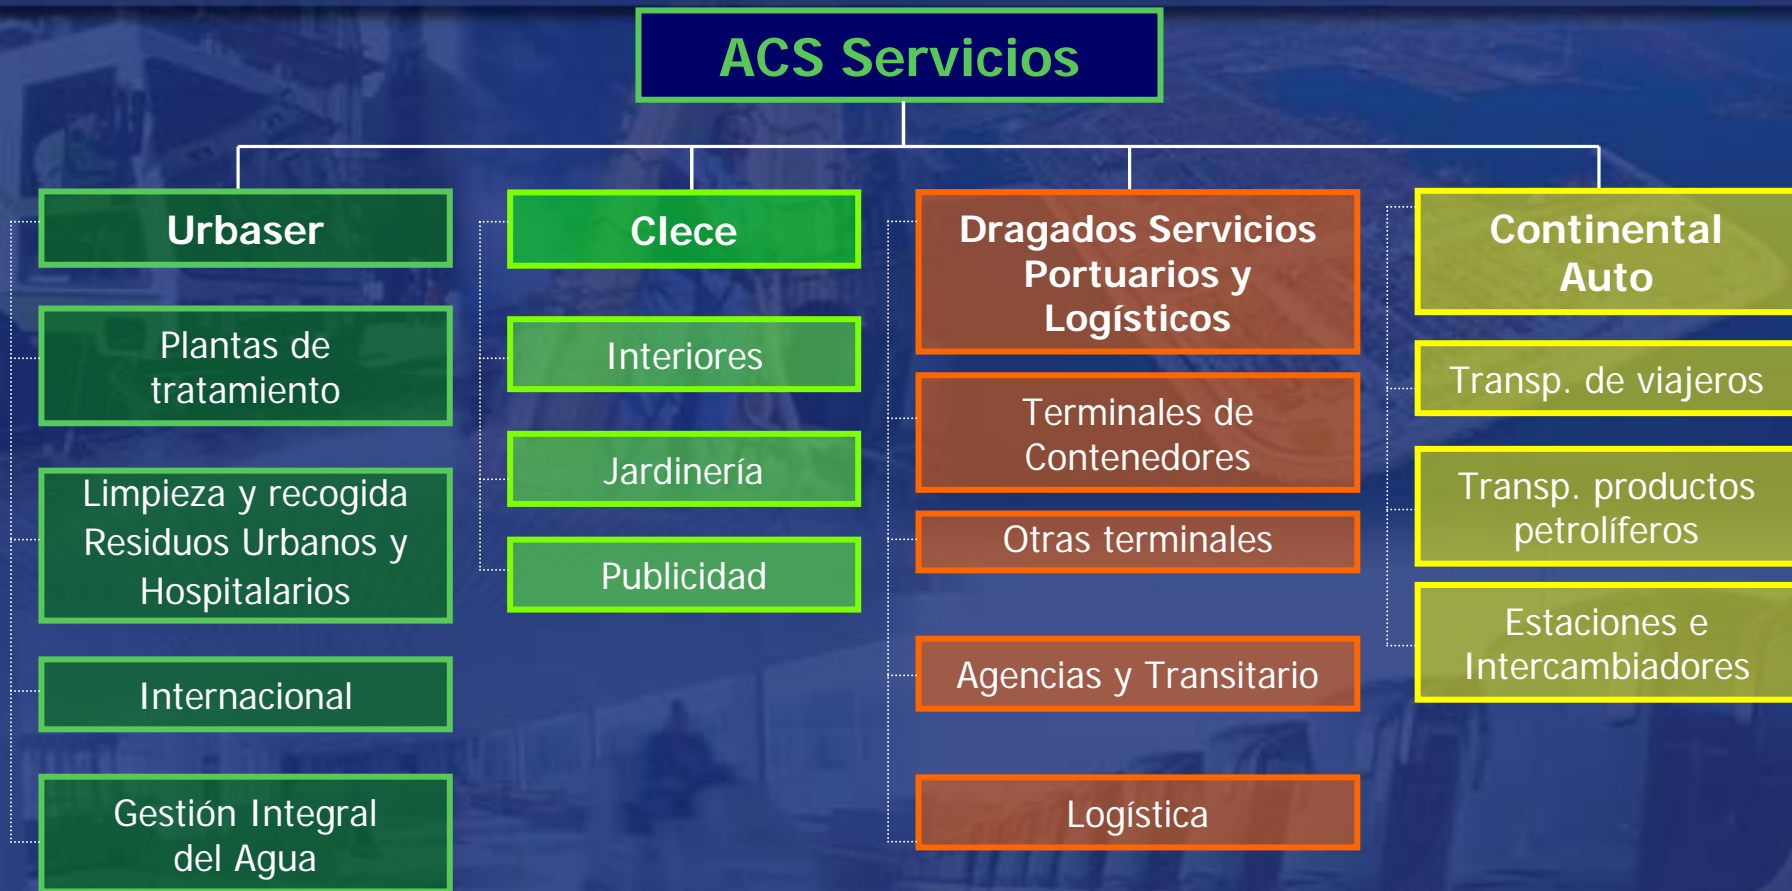 ACS Servicios
Urbaser
Plantas de
tratamiento
Limpieza y recogida
Residuos Urbanos y
Hospitalarios
Internacional
Gestión Integral
del Agua
Clece
Interiores
Jardinería
Publicidad
Dragados Servicios
Portuarios y
Logísticos
Terminales de
Contenedores
Otras terminales
Agencias y Transitario
Logística
Continental
Auto
Transp. de viajeros
Transp. productos
petrolíferos
Estaciones e
Intercambiadores